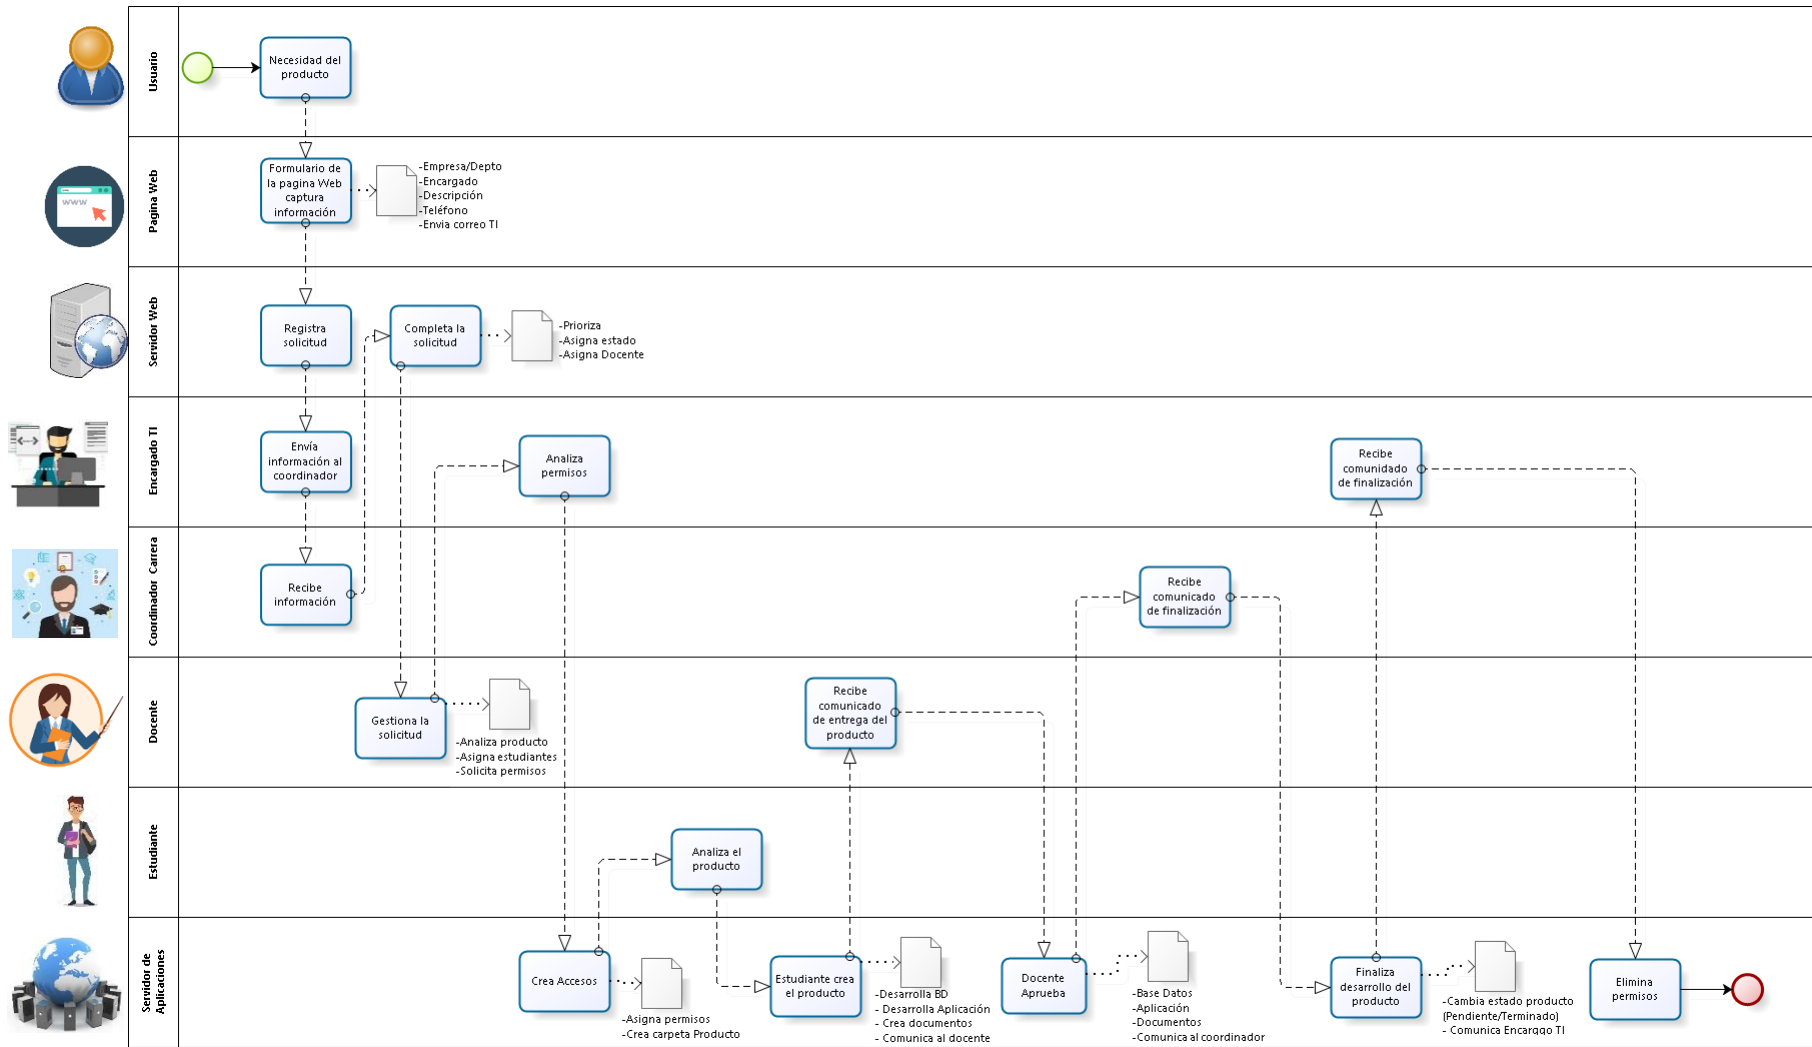 Usuario
Necesidad del
producto
Pagina Web
www
Formulario de
la pagina Web
captura
información
-Empresa/Depto
-Encargado
-Descripción
-Teléfono
-Envia correo TI
Servidor Web
Registra
solicitud
Completa la
solicitud
-Prioriza
-Asigna estado
-Asigna Docente
Encargado TI
Envía
información al
coordinador
Analiza
permisos
Recibe
comunidado
de finalización
Coordinador Carrera
Recibe
información
Recibe
comunicado
de finalización
Docente
Gestiona la
solicitud
-Analiza producto
-Asigna estudiantes
-Solicita permisos
Recibe
comunicado
de entrega del
producto
Estudiante
Analiza el
producto
Servidor de
Aplicaciones
Crea Accesos
-Asigna permisos
-Crea carpeta Producto
Estudiante crea
el producto
-Desarrolla BD
- Desarrolla Aplicación
- Crea documentos
- Comunica al docente
Docente
Aprueba
-Base Datos
-Aplicación
-Documentos
-Comunica al coordinador
Finaliza
desarrollo del
producto
-Cambia estado producto
(Pendiente/Terminado)
- Comunica Encarggo TI
Elimina
permisos